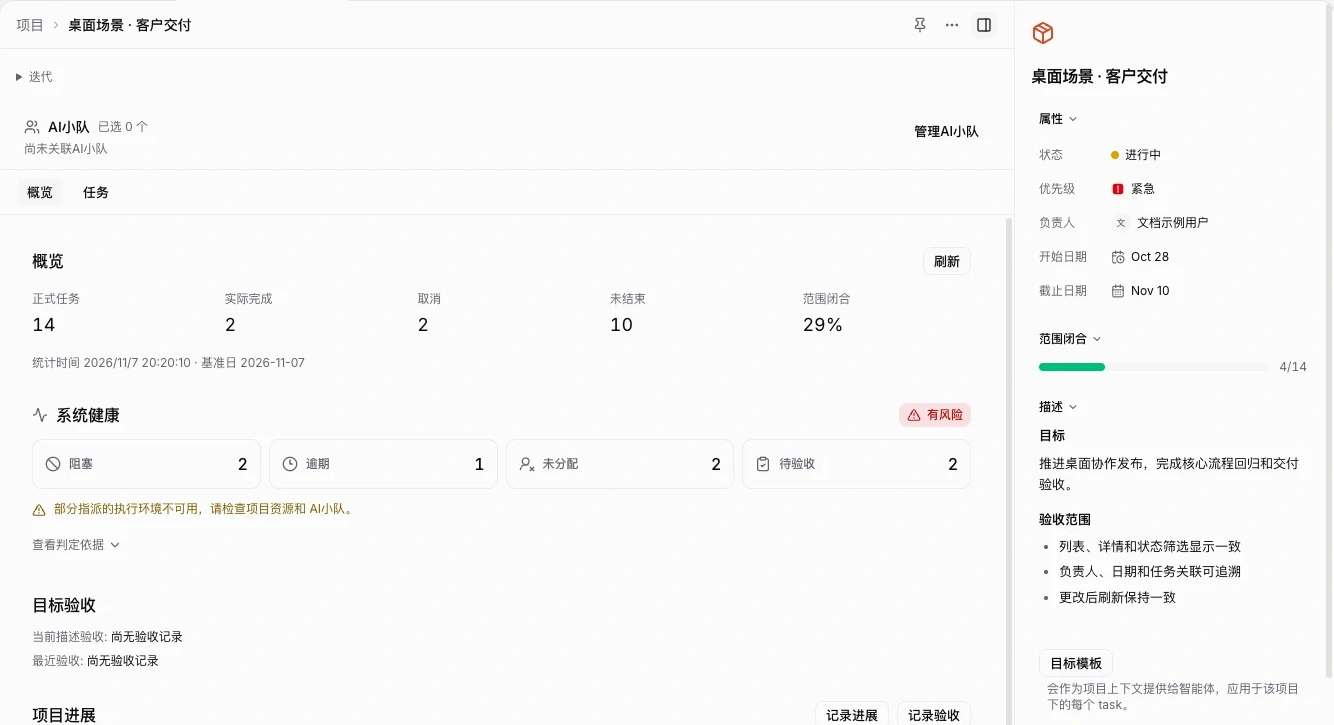 项目 › 桌面场景 · 客户交付
迭代
AI小队 已选 0 个
尚未关联AI小队
管理AI小队
概览 任务
概览
刷新
正式任务 实际完成 取消 未结束 范围闭合
14 2 2 10 29%
统计时间 2026/11/7 20:20:10 · 基准日 2026-11-07
系统健康
有风险
阻塞 2 逾期 1 未分配 2 待验收 2
部分指派的执行环境不可用，请检查项目资源和 AI小队。
查看判定依据
目标验收
当前描述验收: 尚无验收记录
最近验收: 尚无验收记录
项目进展
记录进展 记录验收
桌面场景 · 客户交付
属性
状态 进行中
优先级 紧急
负责人 文 文档示例用户
开始日期 Oct 28
截止日期 Nov 10
范围闭合
4/14
描述
目标
推进桌面协作发布，完成核心流程回归和交付
验收。
验收范围
• 列表、详情和状态筛选显示一致
• 负责人、日期和任务关联可追溯
• 更改后刷新保持一致
目标模板
会作为项目上下文提供给智能体，应用于该项目
下的每个 task。